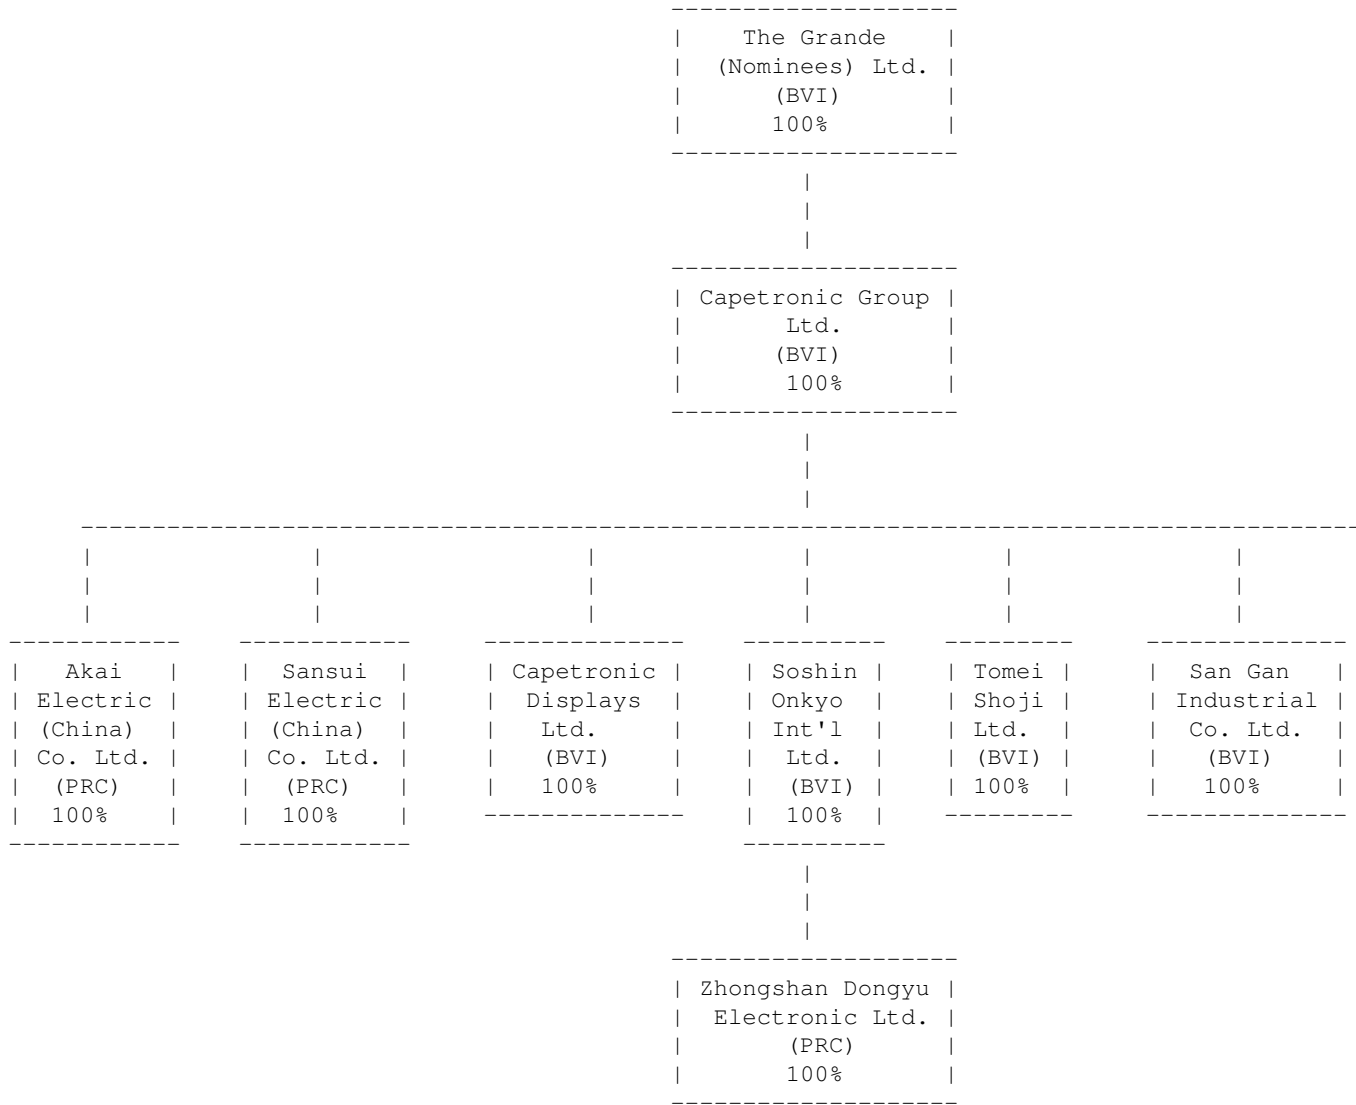 The Grande
(Nominees) Ltd.
(BVI)
100%
Capetronic Group
Ltd.
(BVI)
100%
Akai
Electric
(China)
Co. Ltd.
(PRC)
100%
Sansui
Electric
(China)
Co. Ltd.
(PRC)
100%
Capetronic
Displays
Ltd.
(BVI)
100%
Soshin
Onkyo
Int'l
Ltd.
(BVI)
100%
Tomei
Shoji
Ltd.
(BVI)
100%
San Gan
Industrial
Co. Ltd.
(BVI)
100%
Zhongshan Dongyu
Electronic Ltd.
(PRC)
100%